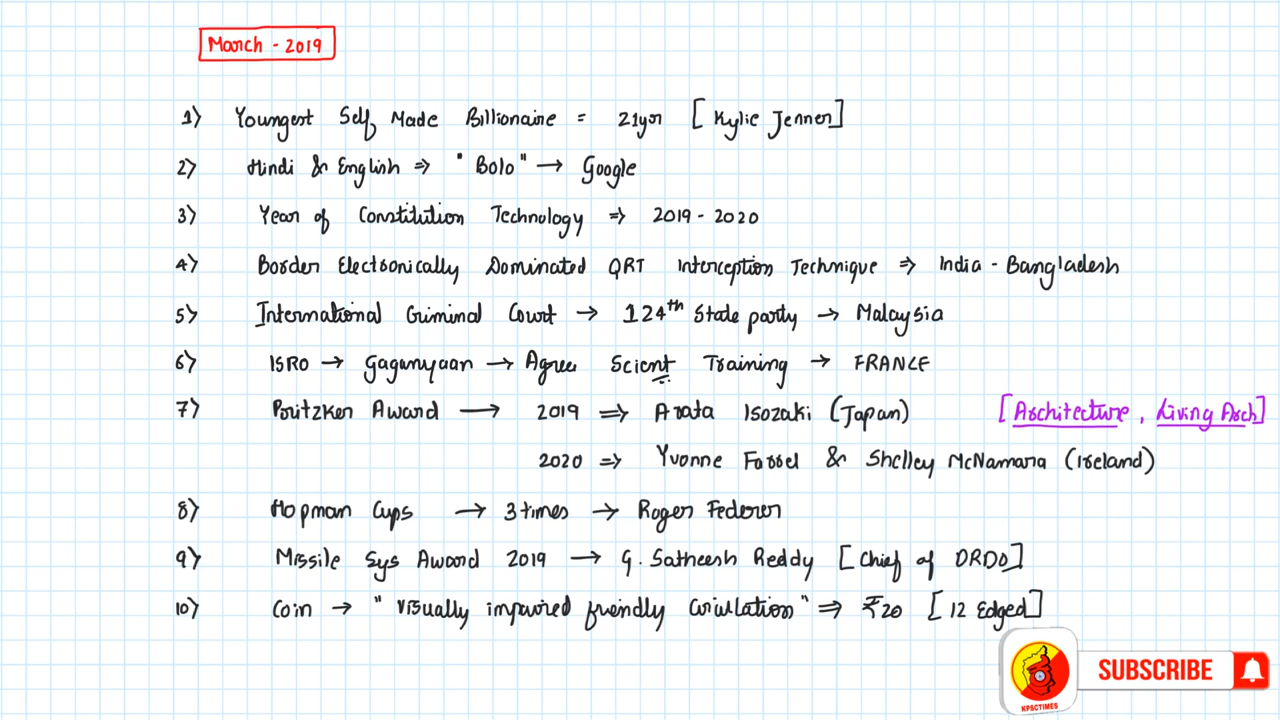 March - 2019
1) Youngest Self Made Billionaire = 21yr [Kylie Jenner]
2) Hindi & English ⇒ "Bolo" → Google
3) Year of Constitution Technology ⇒ 2019 - 2020
4) Border Electronically Dominated QRT Interception Technique ⇒ India - Bangladesh
5) International Criminal Court → 124th State party → Malaysia
6) ISRO → Gaganyaan → Agree Scient Training → FRANCE
7) Pritzker Award → 2019 ⇒ Arata Isozaki (Japan) [Architecture, Living Arch]
2020 ⇒ Yvonne Farrel & Shelley McNamara (Ireland)
8) Hopman Cups → 3 times → Roger Federer
9) Missile Sys Award 2019 → G. Satheesh Reddy [Chief of DRDO]
10) Coin → "Visually impaired friendly circulation" ⇒ ₹20 [12 Edged]
KPSCTIMES
SUBSCRIBE